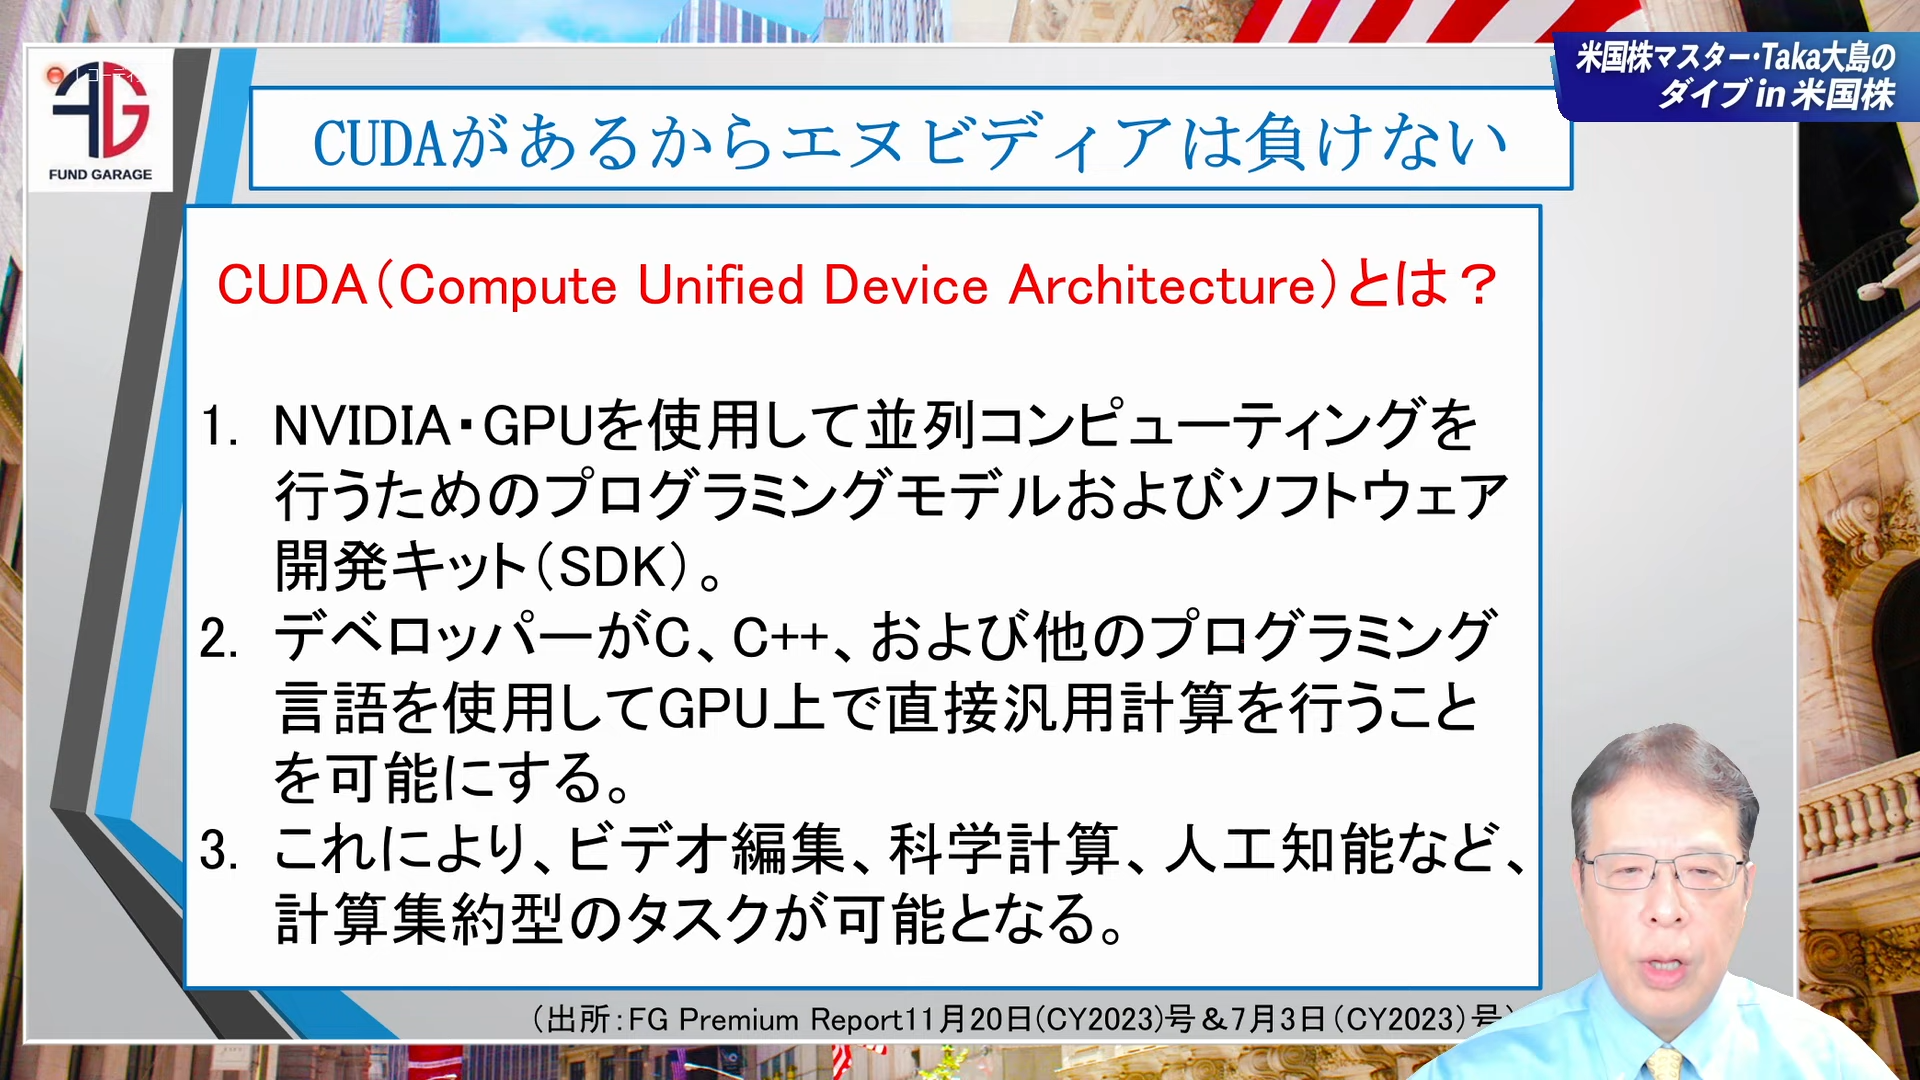 米国株マスター・Taka大島の
ダイブ in 米国株
FUND GARAGE
CUDAがあるからエヌビディアは負けない
CUDA（Compute Unified Device Architecture）とは？
1. NVIDIA・GPUを使用して並列コンピューティングを
行うためのプログラミングモデルおよびソフトウェア
開発キット（SDK）。
2. デベロッパーがC、C++、および他のプログラミング
言語を使用してGPU上で直接汎用計算を行うこと
を可能にする。
3. これにより、ビデオ編集、科学計算、人工知能など、
計算集約型のタスクが可能となる。
（出所：FG Premium Report11月20日(CY2023)号＆7月3日（CY2023）号）